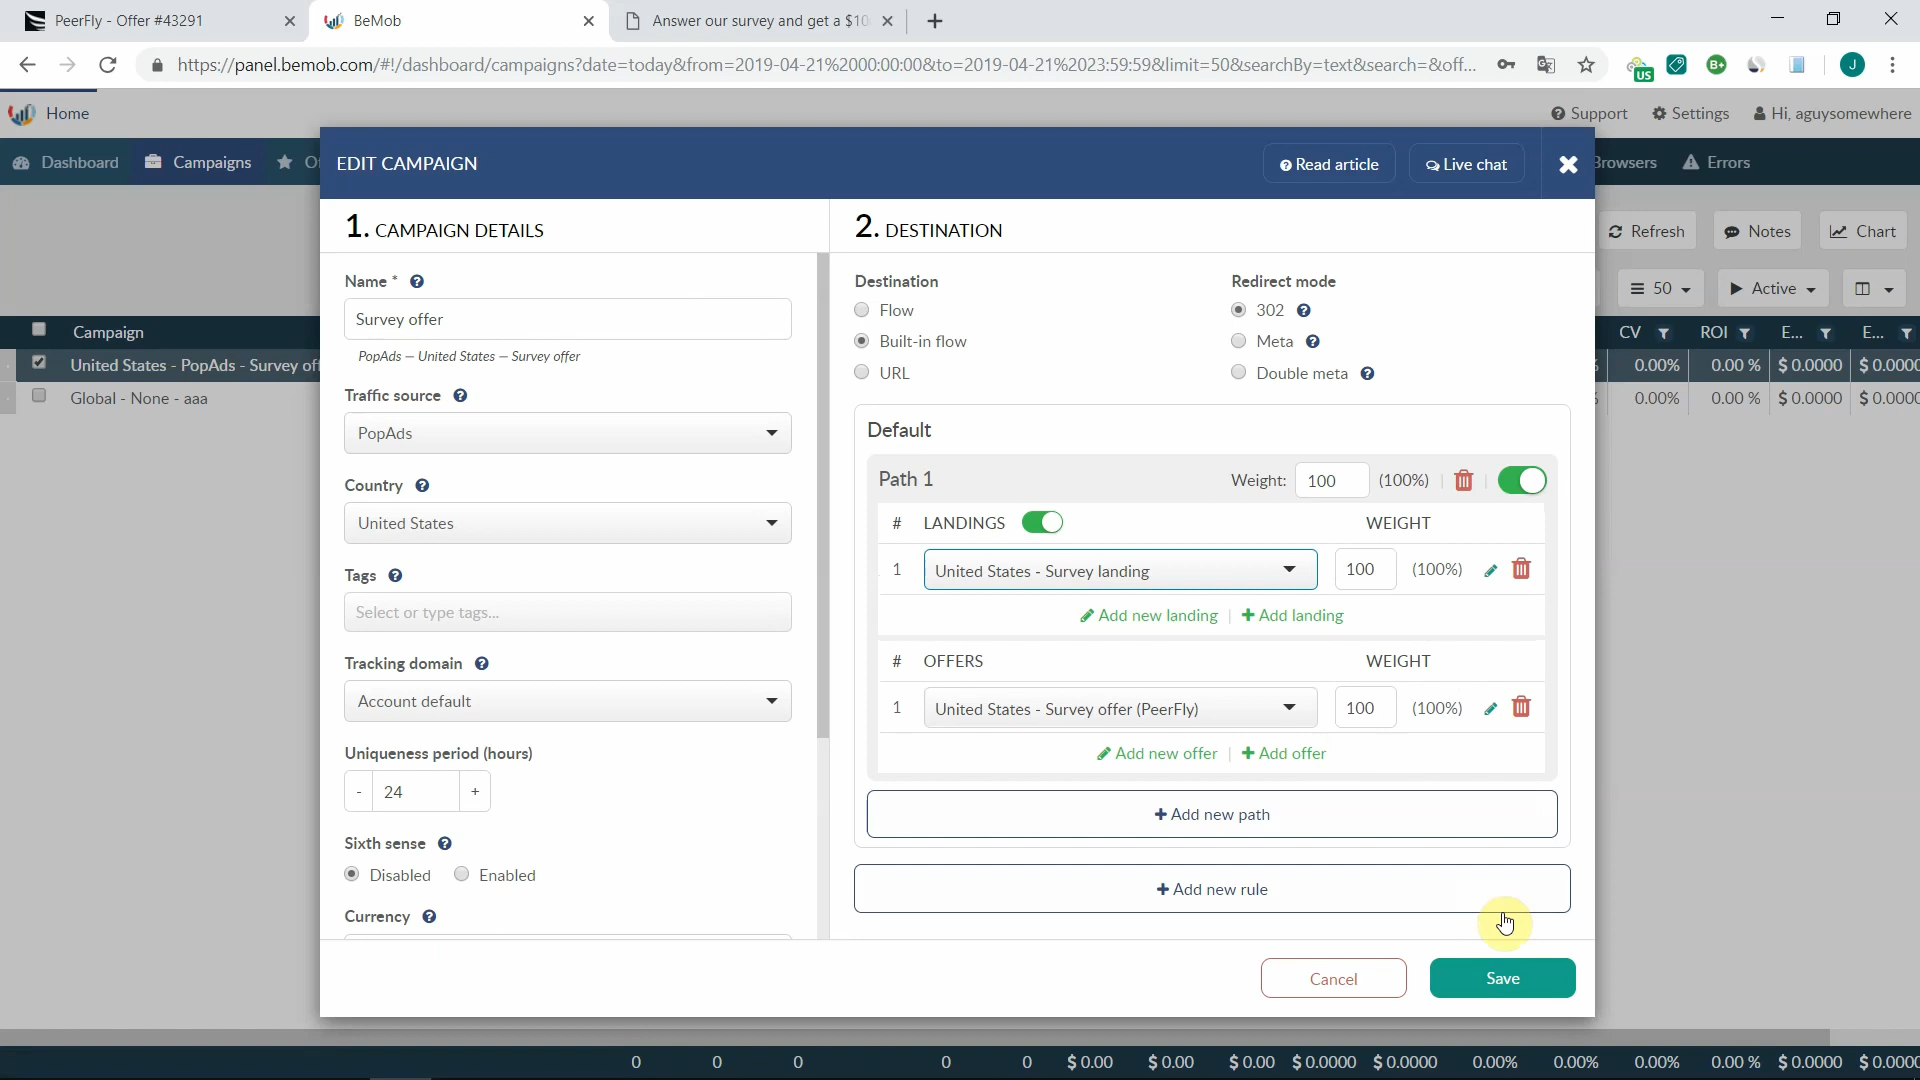 PeerFly - Offer #43291
BeMob
Answer our survey and get a $10
https://panel.bemob.com/#!/dashboard/campaigns?date=today&from=2019-04-21%2000:00:00&to=2019-04-21%2023:59:59&limit=50&searchBy=text&search=&off...
US
B+
J
Home
Support
Settings
Hi, aguysomewhere
Dashboard
Campaigns
Browsers
Errors
EDIT CAMPAIGN
Read article
Live chat
1. CAMPAIGN DETAILS
2. DESTINATION
Refresh
Notes
Chart
50
Active
Name *
Survey offer
PopAds — United States — Survey offer
Traffic source
PopAds
Country
United States
Tags
Select or type tags...
Tracking domain
Account default
Uniqueness period (hours)
- 24 +
Sixth sense
Disabled
Enabled
Currency
Destination
Flow
Built-in flow
URL
Redirect mode
302
Meta
Double meta
Default
Path 1
Weight: 100 (100%)
# LANDINGS WEIGHT
1 United States - Survey landing 100 (100%)
Add new landing
Add landing
# OFFERS WEIGHT
1 United States - Survey offer (PeerFly) 100 (100%)
Add new offer
Add offer
Add new path
Add new rule
Cancel
Save
Campaign
CV ROI E... E...
United States - PopAds - Survey off
0.00% 0.00 % $ 0.0000 $ 0.0000
Global - None - aaa
0.00% 0.00 % $ 0.0000 $ 0.0000
0 0 0 0 0 $ 0.00 $ 0.00 $ 0.00 $ 0.0000 $ 0.0000 0.00% 0.00% 0.00% 0.00 % $ 0.0000 $ 0.0000